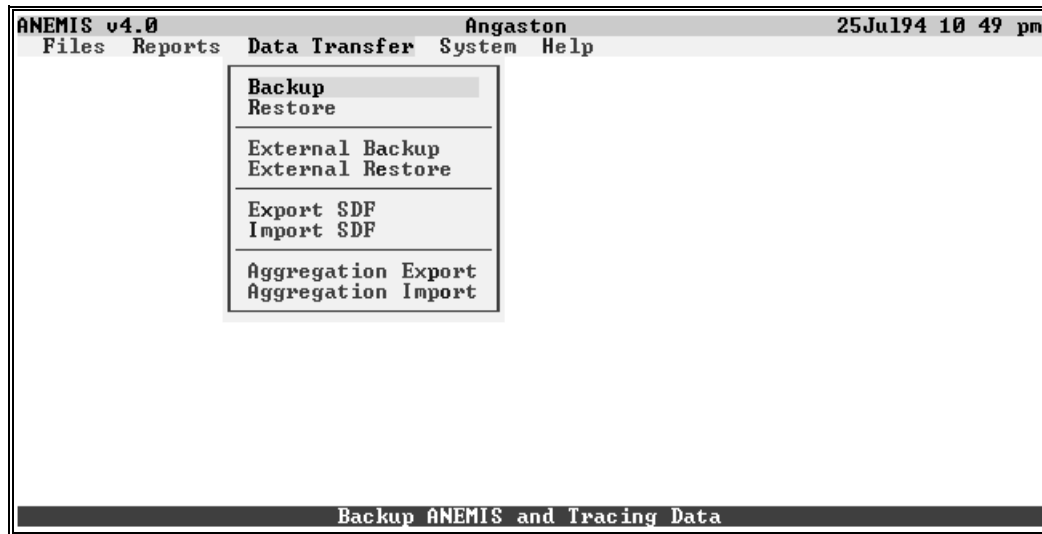 ANEMIS v4.0 Angaston 25Jul94 10 49 pm
Files Reports Data Transfer System Help
Backup
Restore
External Backup
External Restore
Export SDF
Import SDF
Aggregation Export
Aggregation Import
Backup ANEMIS and Tracing Data